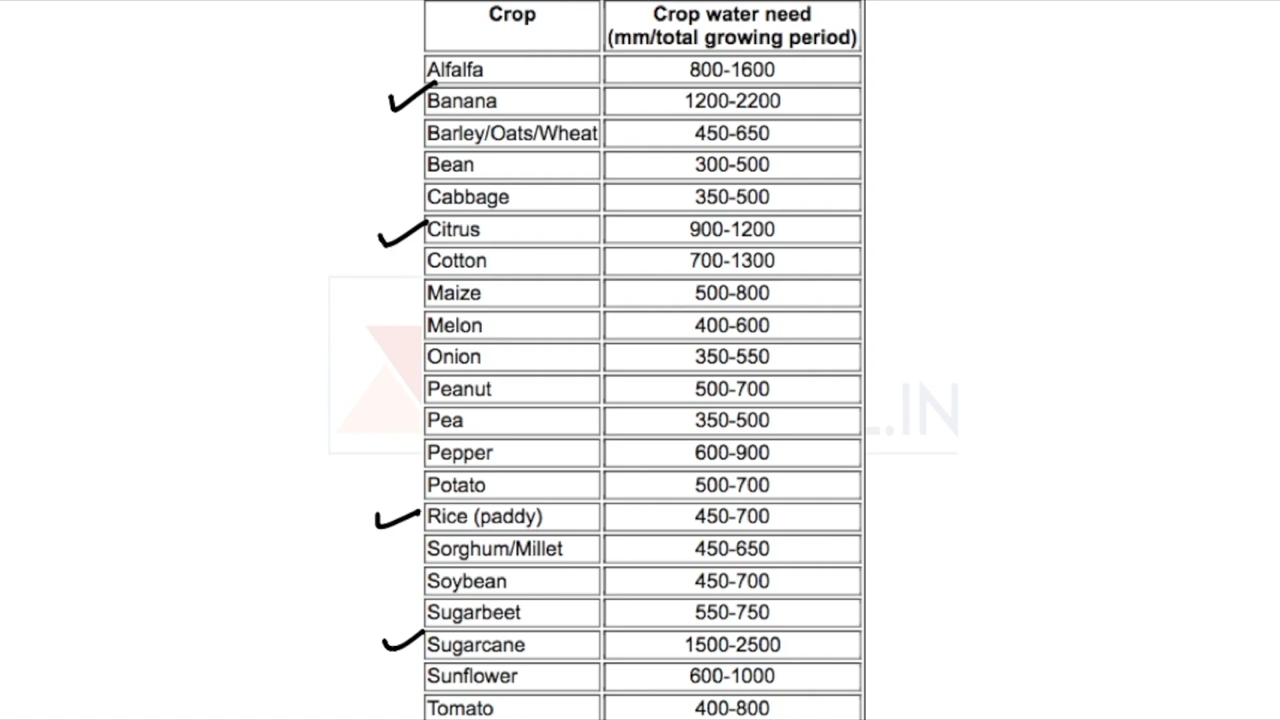 Crop Crop water need
(mm/total growing period)
Alfalfa 800-1600
Banana 1200-2200
Barley/Oats/Wheat 450-650
Bean 300-500
Cabbage 350-500
Citrus 900-1200
Cotton 700-1300
Maize 500-800
Melon 400-600
Onion 350-550
Peanut 500-700
Pea 350-500
Pepper 600-900
Potato 500-700
Rice (paddy) 450-700
Sorghum/Millet 450-650
Soybean 450-700
Sugarbeet 550-750
Sugarcane 1500-2500
Sunflower 600-1000
Tomato 400-800